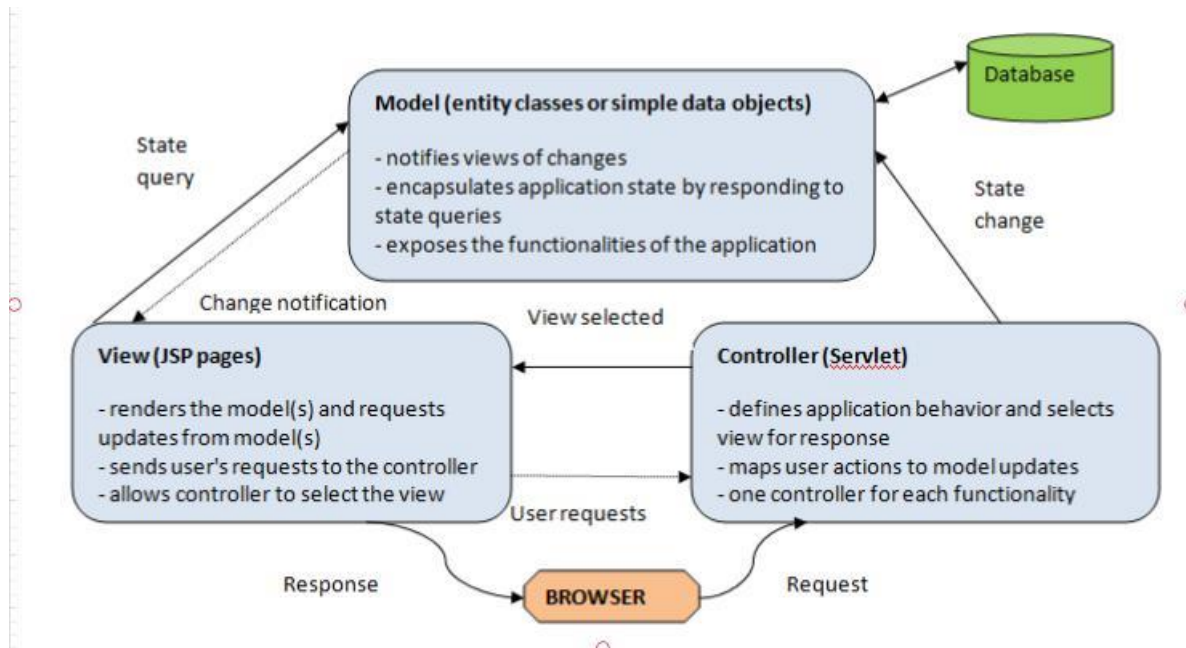 Database
Model (entity classes or simple data objects)
- notifies views of changes
- encapsulates application state by responding to
state queries
- exposes the functionalities of the application
State
query
State
change
Change notification
View selected
View (JSP pages)
- renders the model(s) and requests
updates from model(s)
- sends user's requests to the controller
- allows controller to select the view
Controller (Servlet)
- defines application behavior and selects
view for response
- maps user actions to model updates
- one controller for each functionality
User requests
Response
BROWSER
Request